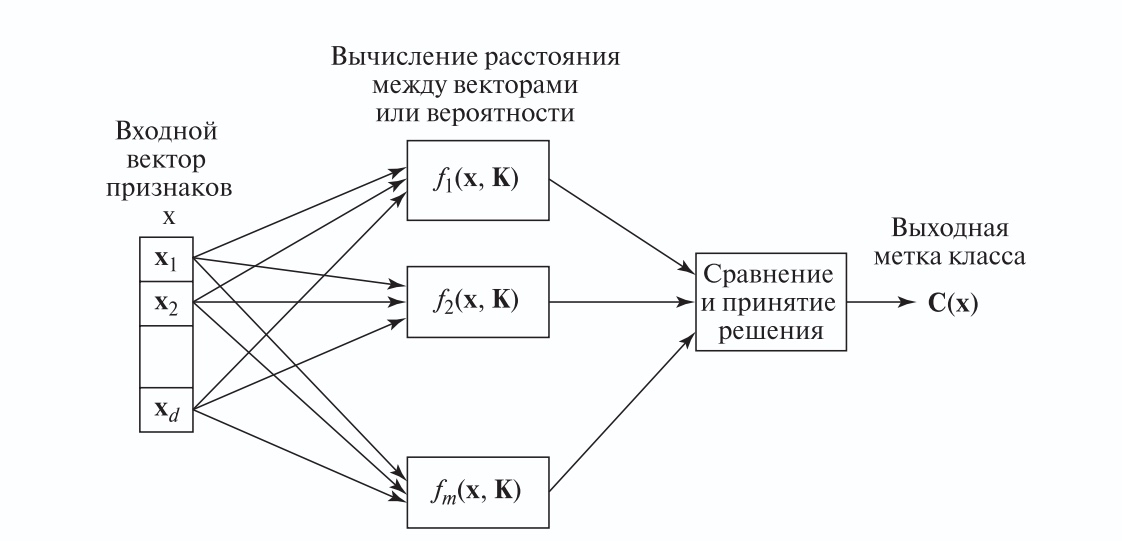 Вычисление расстояния
между векторами
или вероятности
Входной
вектор
признаков
x
x1
x2
xd
f1(x, K)
f2(x, K)
fm(x, K)
Сравнение
и принятие
решения
Выходная
метка класса
C(x)